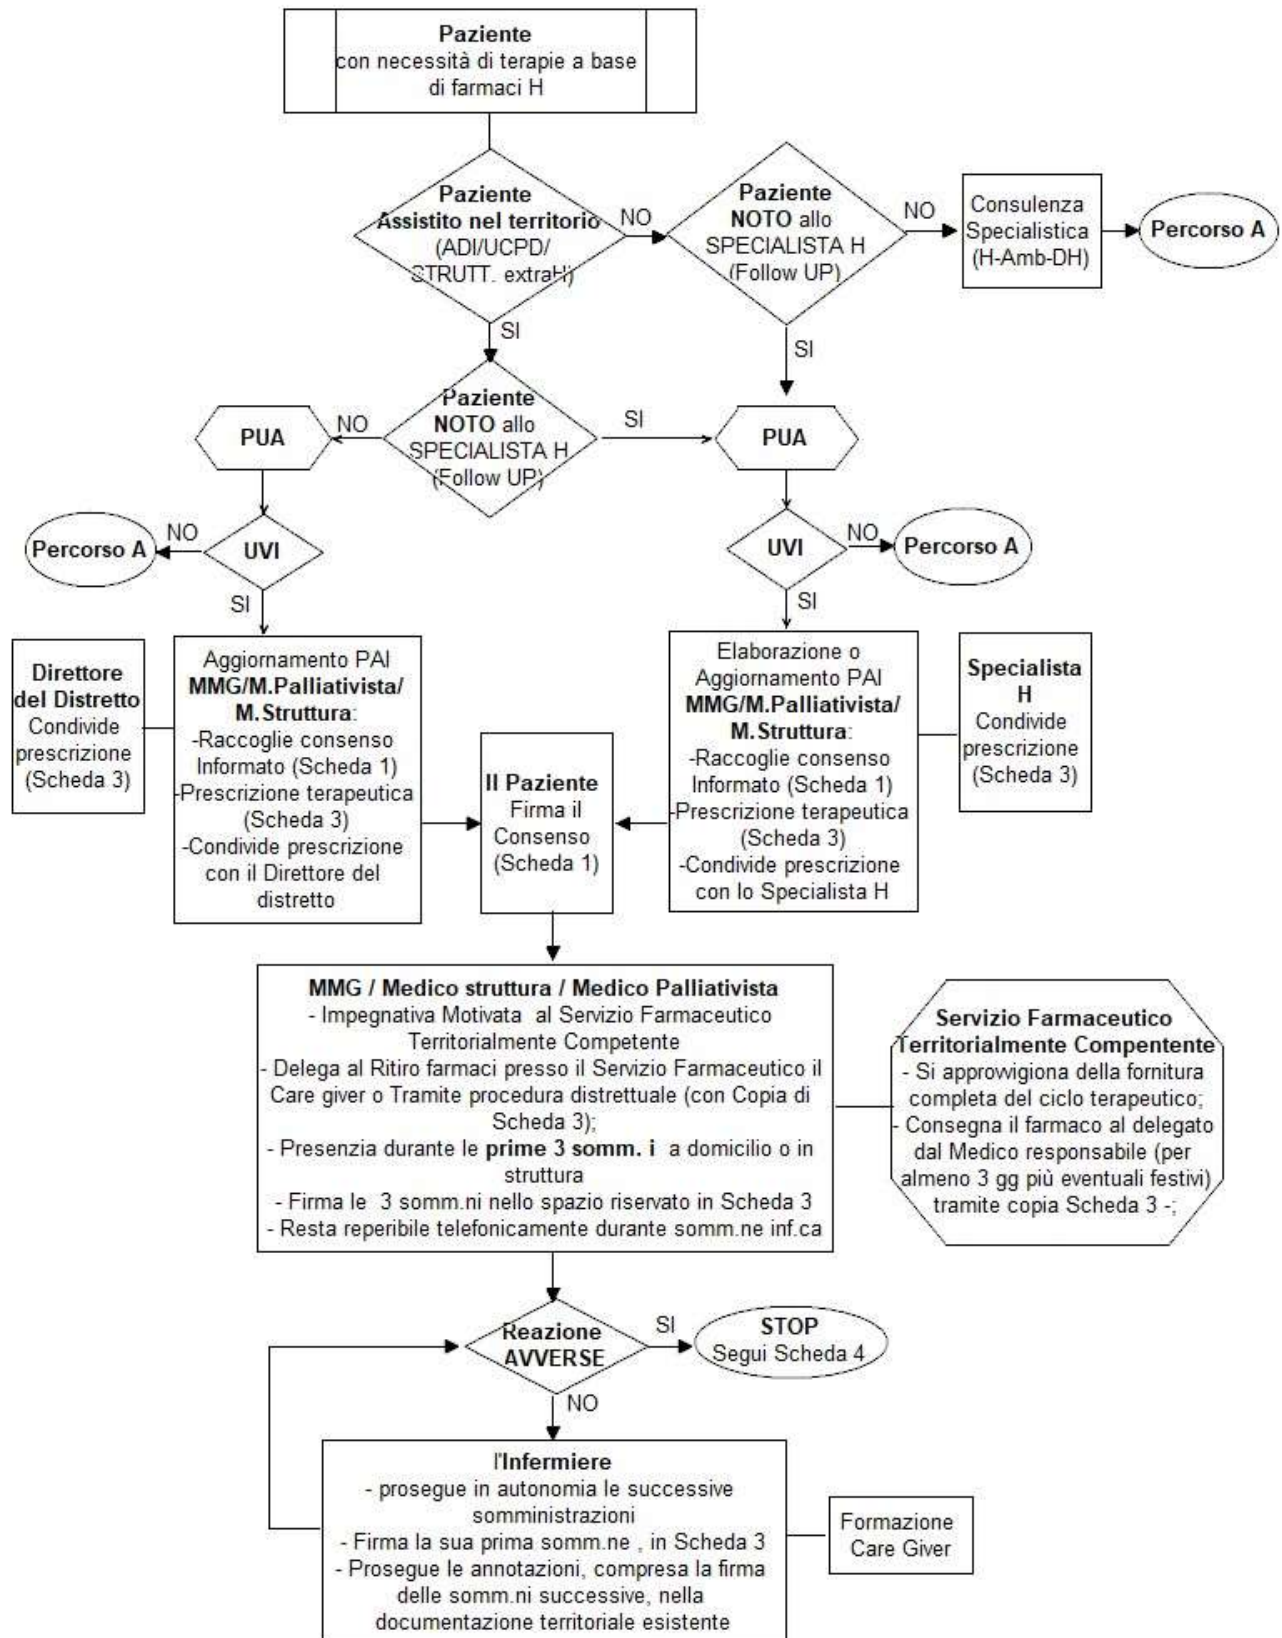 Paziente
con necessità di terapie a base
di farmaci H
Paziente
Assistito nel territorio
(ADI/UCPD/
STRUTT. extraH)
NO
Paziente
NOTO allo
SPECIALISTA H
(Follow UP)
NO
Consulenza
Specialistica
(H-Amb-DH)
Percorso A
SI
SI
Paziente
NOTO allo
SPECIALISTA H
(Follow UP)
NO
SI
PUA
PUA
UVI
NO
Percorso A
UVI
NO
Percorso A
SI
SI
Direttore
del Distretto
Condivide
prescrizione
(Scheda 3)
Aggiornamento PAI
MMG/M.Palliativista/
M.Struttura:
-Raccoglie consenso
Informato (Scheda 1)
-Prescrizione terapeutica
(Scheda 3)
-Condivide prescrizione
con il Direttore del
distretto
Il Paziente
Firma il
Consenso
(Scheda 1)
Elaborazione o
Aggiornamento PAI
MMG/M.Palliativista/
M.Struttura:
-Raccoglie consenso
Informato (Scheda 1)
-Prescrizione terapeutica
(Scheda 3)
-Condivide prescrizione
con lo Specialista H
Specialista
H
Condivide
prescrizione
(Scheda 3)
MMG / Medico struttura / Medico Palliativista
- Impegnativa Motivata al Servizio Farmaceutico
Territorialmente Competente
- Delega al Ritiro farmaci presso il Servizio Farmaceutico il
Care giver o Tramite procedura distrettuale (con Copia di
Scheda 3);
- Presenzia durante le prime 3 somm. i a domicilio o in
struttura
- Firma le 3 somm.ni nello spazio riservato in Scheda 3
- Resta reperibile telefonicamente durante somm.ne inf.ca
Servizio Farmaceutico
Territorialmente Compentente
- Si approvvigiona della fornitura
completa del ciclo terapeutico;
- Consegna il farmaco al delegato
dal Medico responsabile (per
almeno 3 gg più eventuali festivi)
tramite copia Scheda 3 -;
Reazione
AVVERSE
SI
STOP
Segui Scheda 4
NO
l'Infermiere
- prosegue in autonomia le successive
somministrazioni
- Firma la sua prima somm.ne , in Scheda 3
- Prosegue le annotazioni, compresa la firma
delle somm.ni successive, nella
documentazione territoriale esistente
Formazione
Care Giver